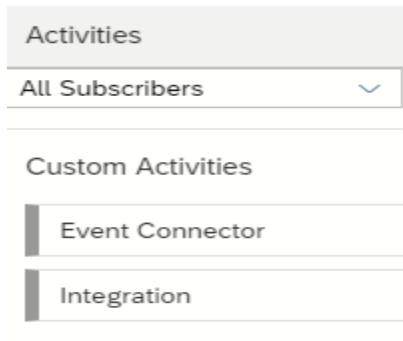 Activities
All Subscribers
Custom Activities
Event Connector
Integration